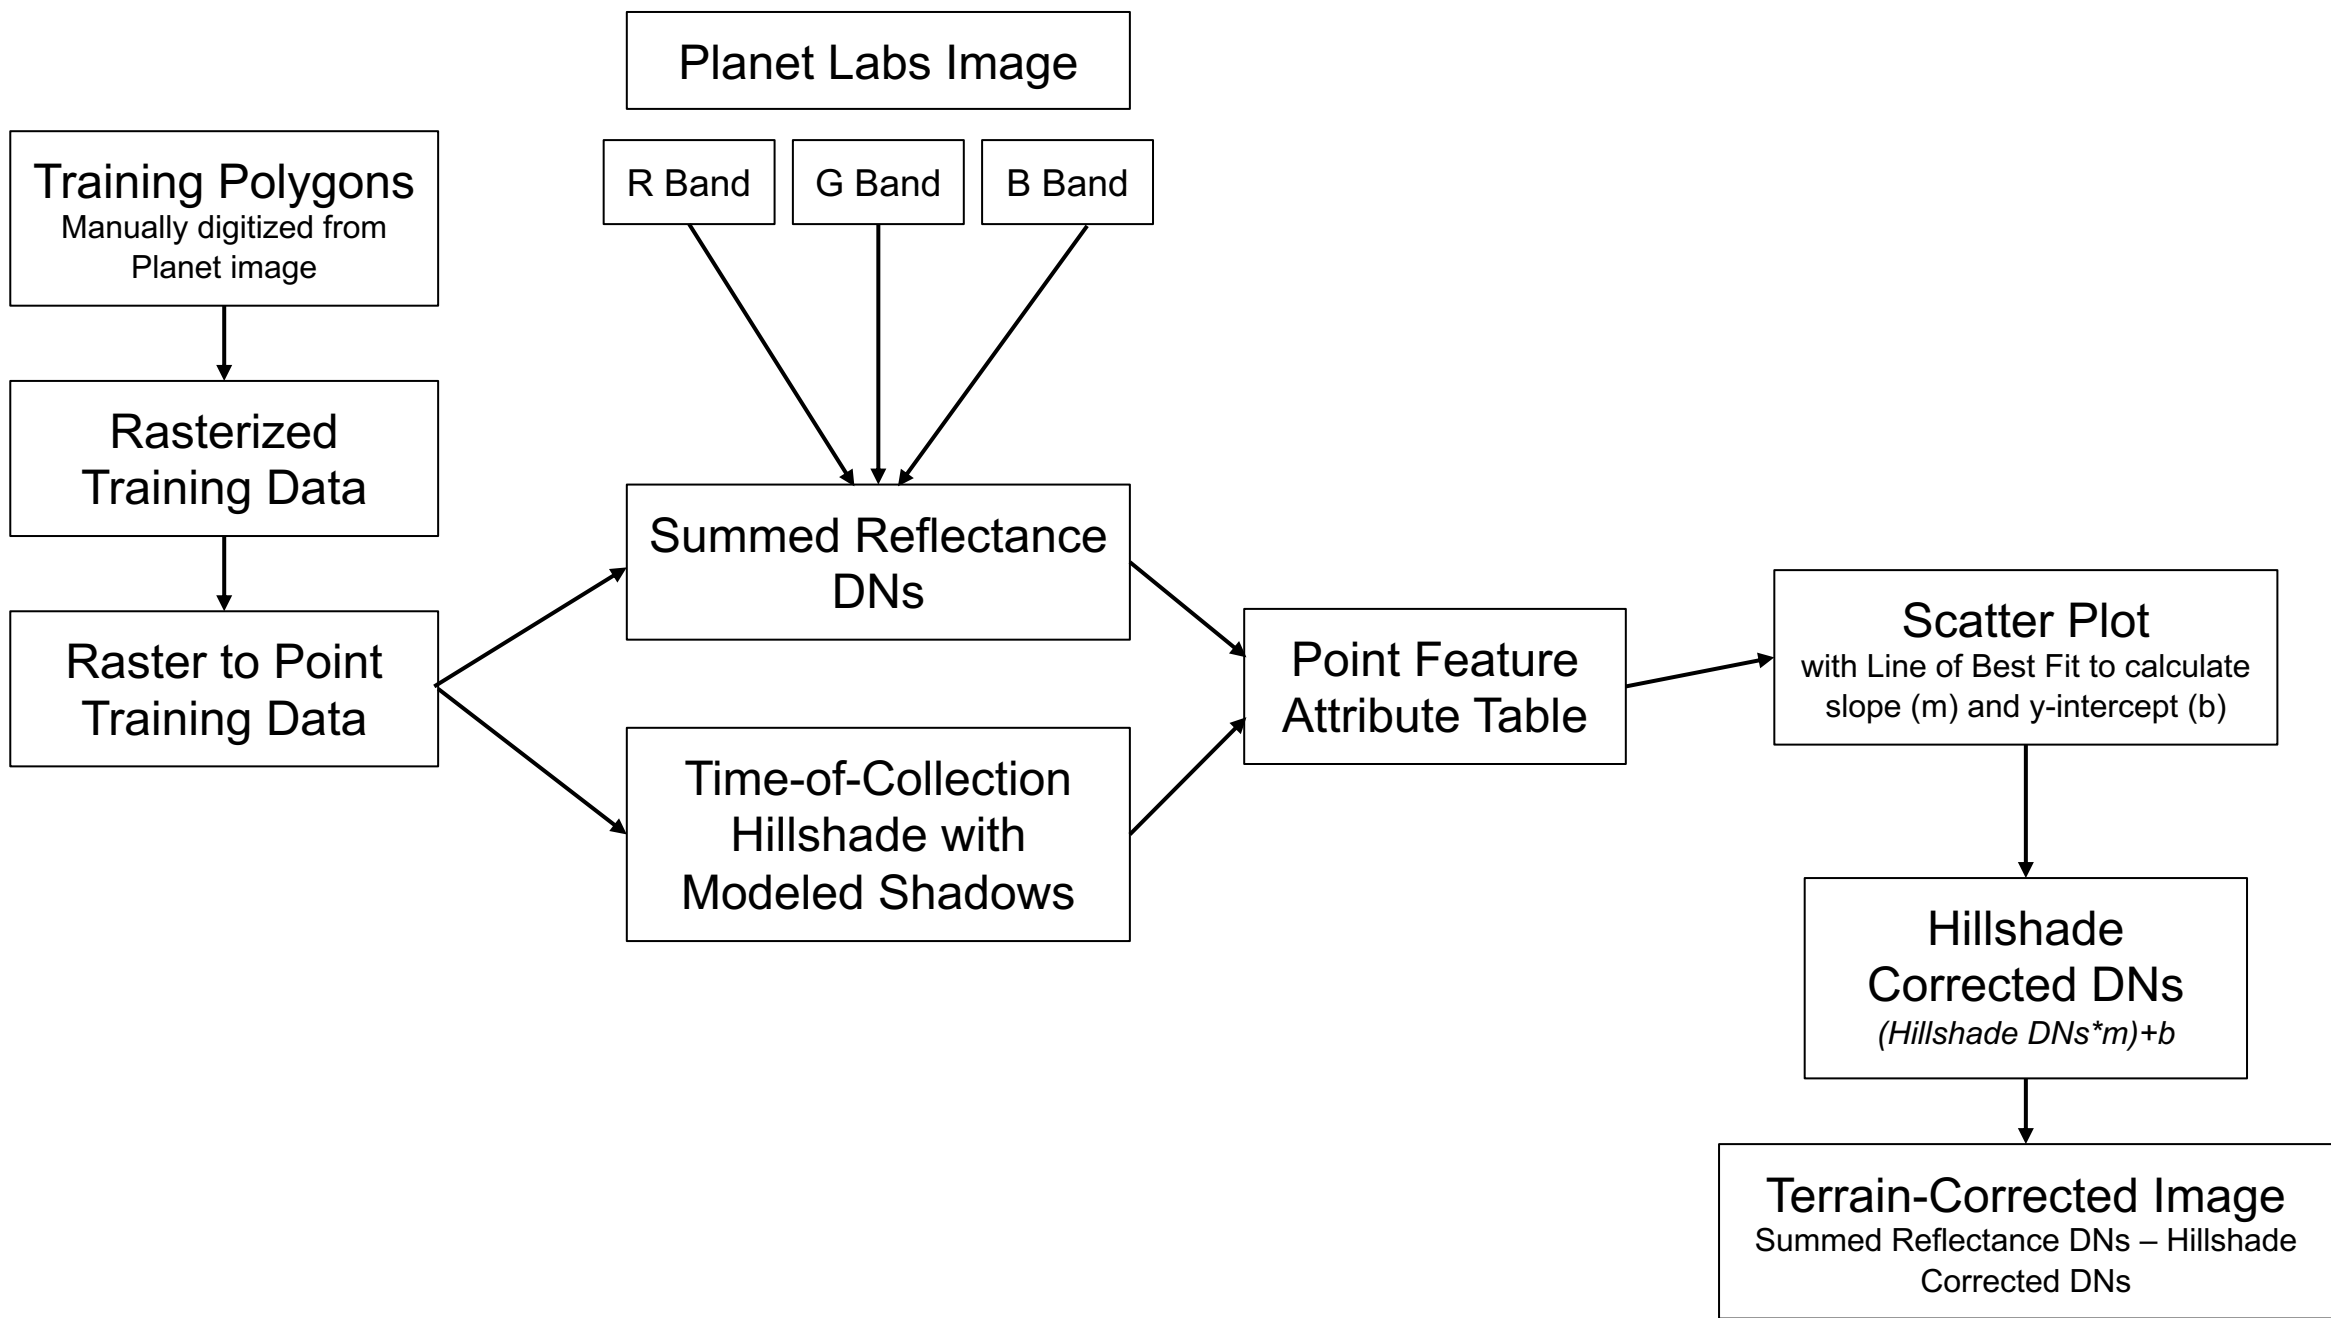 Planet Labs Image
R Band
G Band
B Band
Training Polygons
Manually digitized from
Planet image
Rasterized
Training Data
Raster to Point
Training Data
Summed Reflectance
DNs
Time-of-Collection
Hillshade with
Modeled Shadows
Point Feature
Attribute Table
Scatter Plot
with Line of Best Fit to calculate
slope (m) and y-intercept (b)
Hillshade
Corrected DNs
(Hillshade DNs*m)+b
Terrain-Corrected Image
Summed Reflectance DNs – Hillshade
Corrected DNs